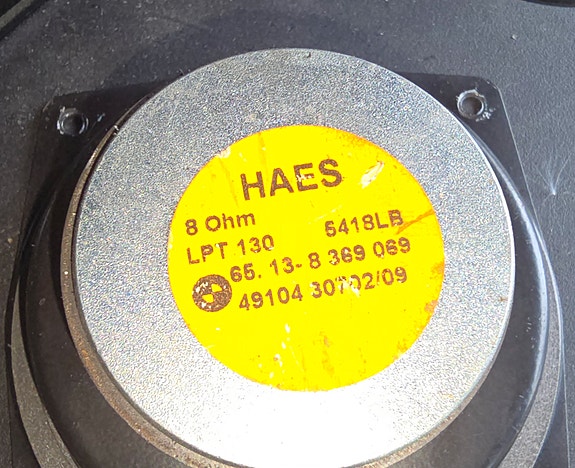 HAES
8 Ohm 5418LB
LPT 130
65. 13- 8 369 069
49104 30702/09